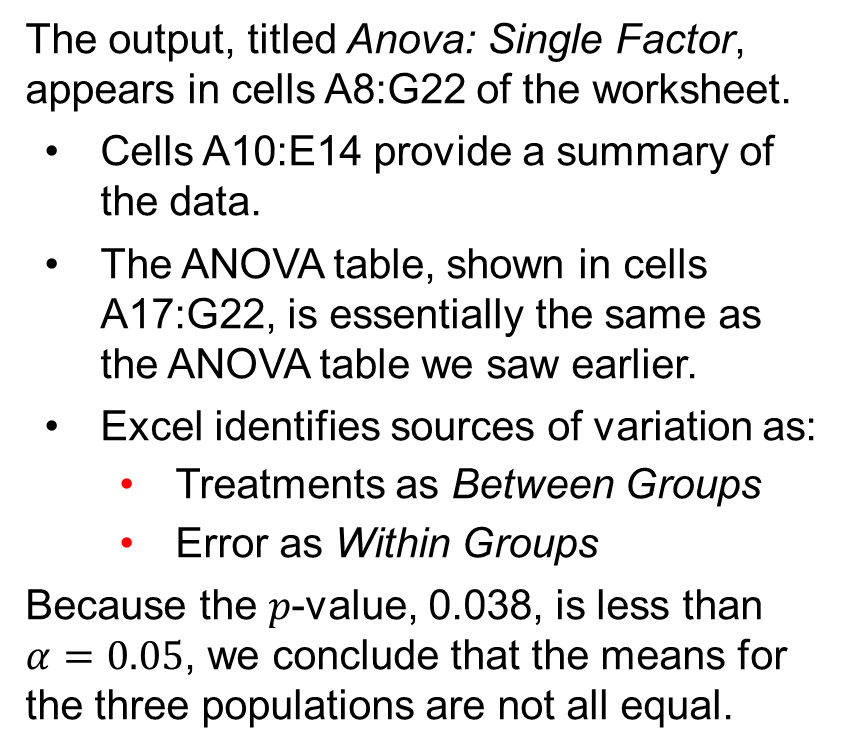 The output, titled Anova: Single Factor,
appears in cells A8:G22 of the worksheet.
• Cells A10:E14 provide a summary of
the data.
• The ANOVA table, shown in cells
A17:G22, is essentially the same as
the ANOVA table we saw earlier.
• Excel identifies sources of variation as:
• Treatments as Between Groups
• Error as Within Groups
Because the p-value, 0.038, is less than
α = 0.05, we conclude that the means for
the three populations are not all equal.